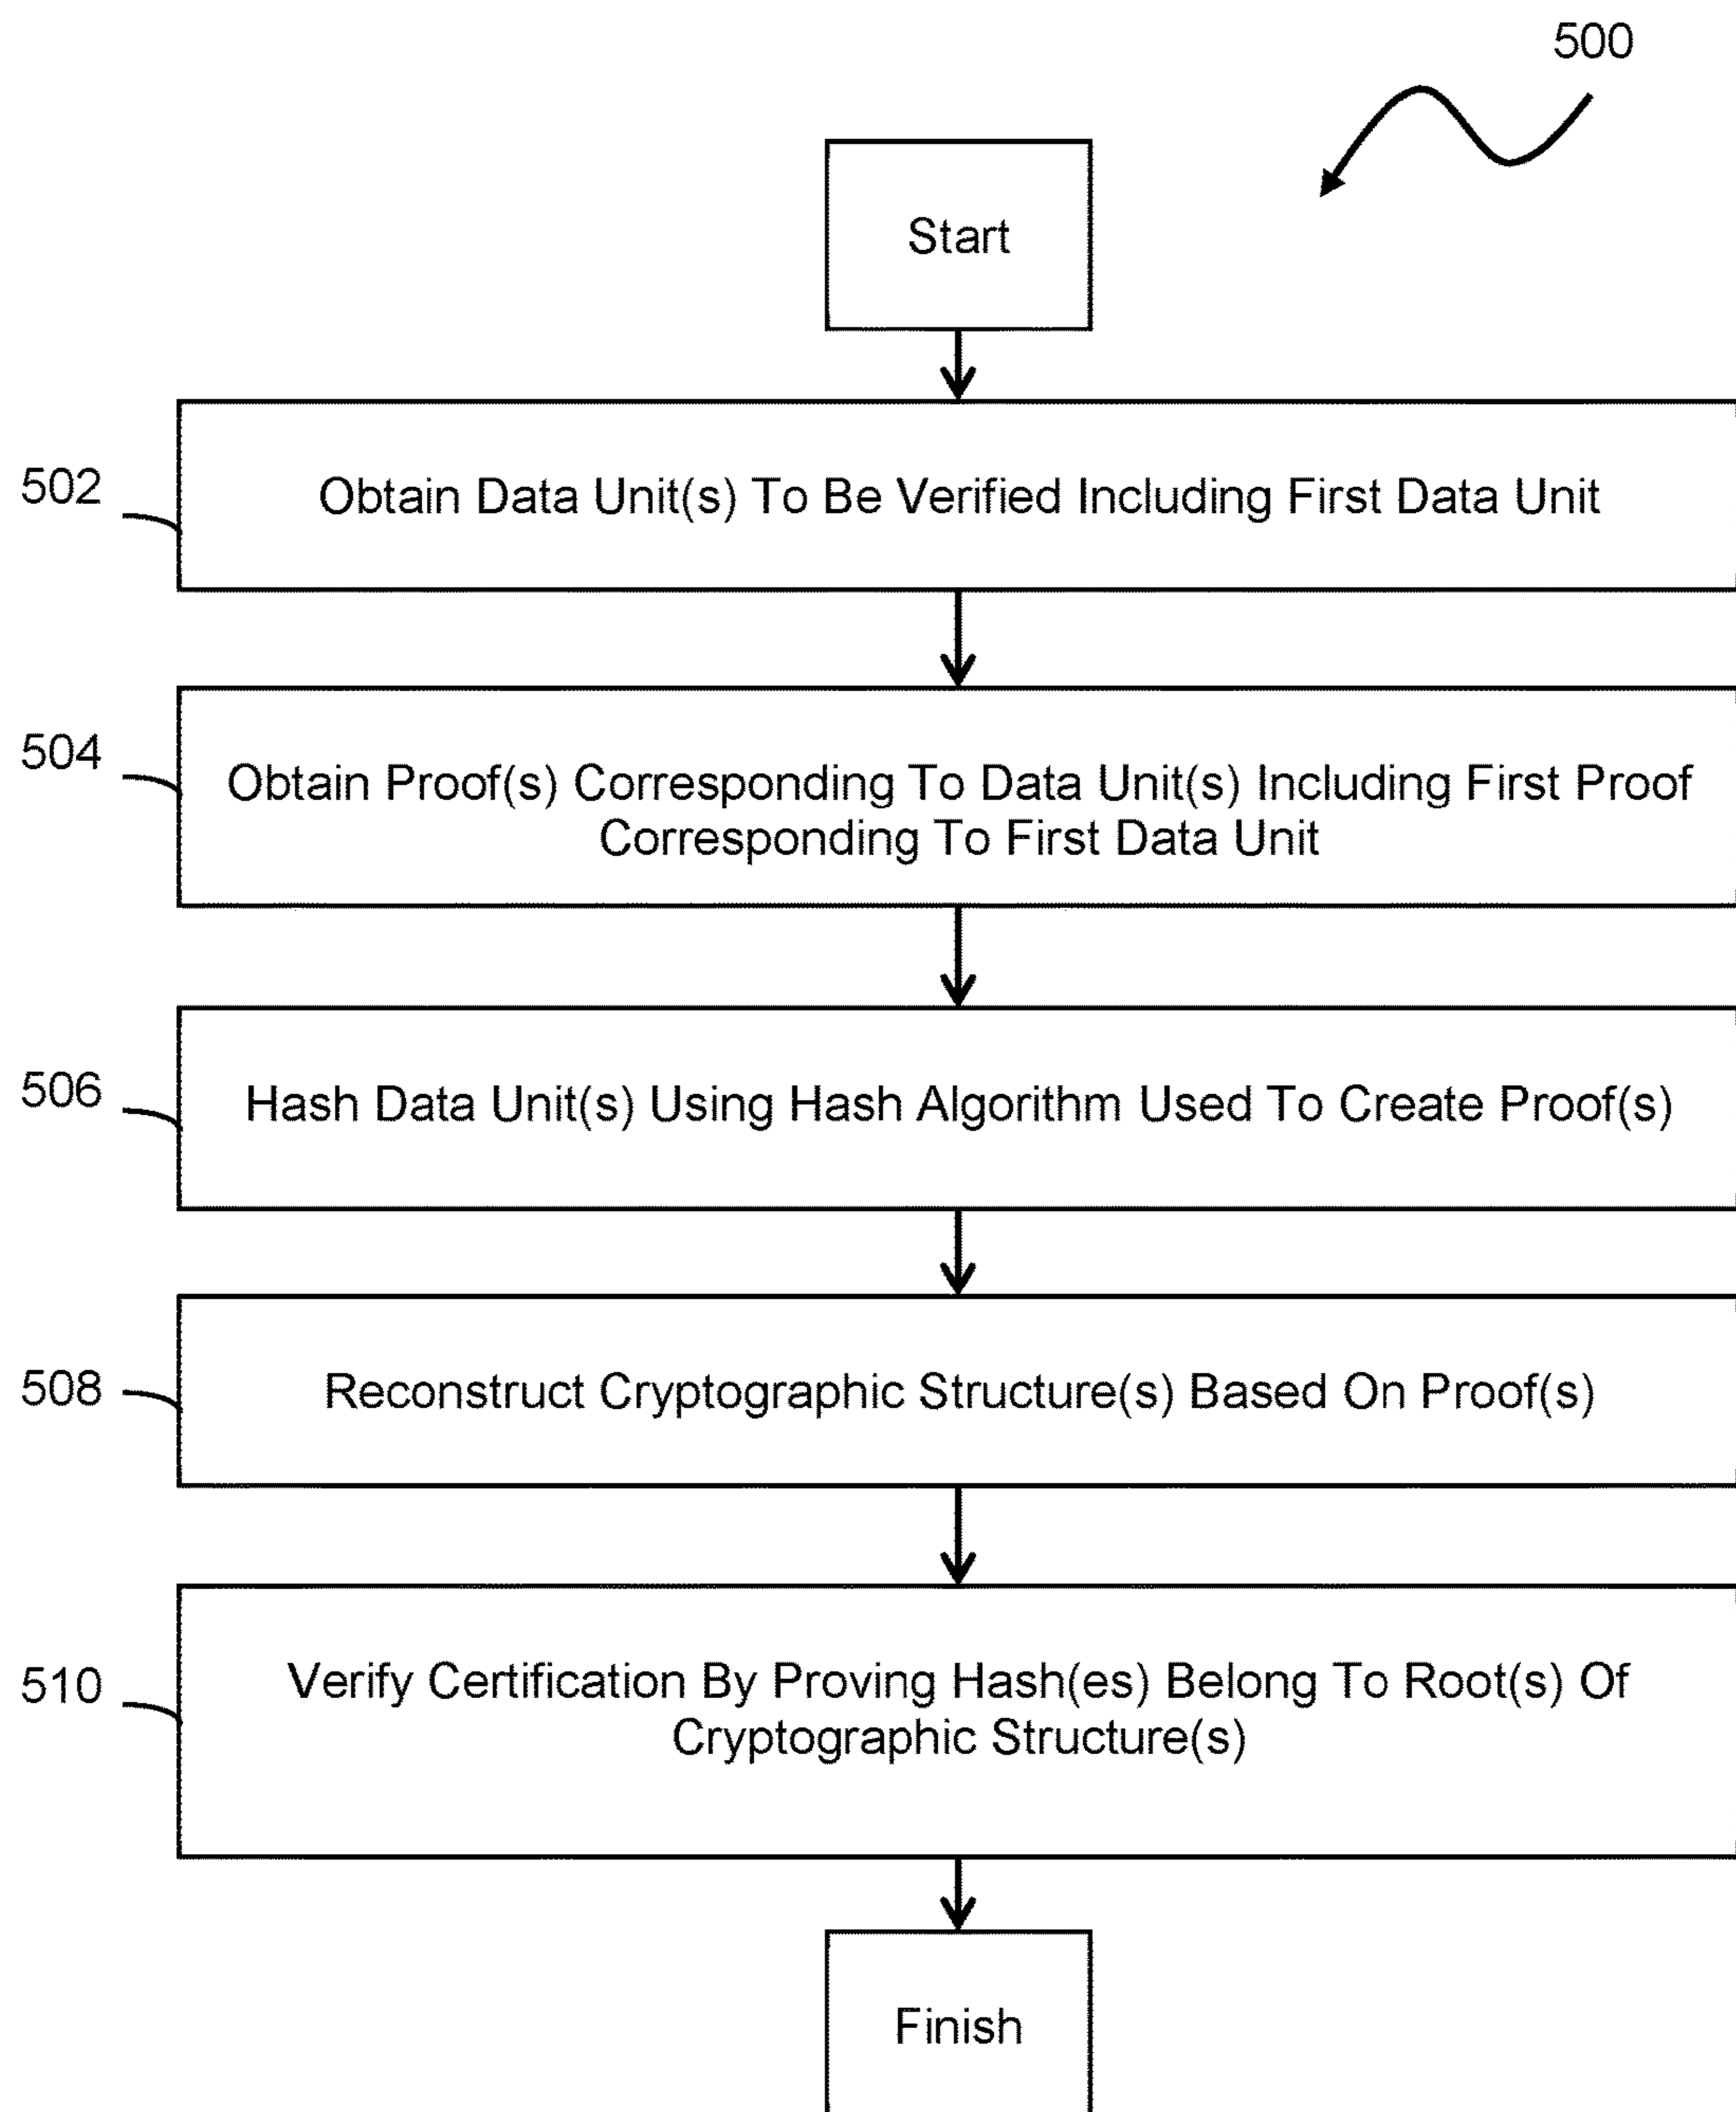 500
Start
502
Obtain Data Unit(s) To Be Verified Including First Data Unit
504
Obtain Proof(s) Corresponding To Data Unit(s) Including First Proof
Corresponding To First Data Unit
506
Hash Data Unit(s) Using Hash Algorithm Used To Create Proof(s)
508
Reconstruct Cryptographic Structure(s) Based On Proof(s)
510
Verify Certification By Proving Hash(es) Belong To Root(s) Of
Cryptographic Structure(s)
Finish